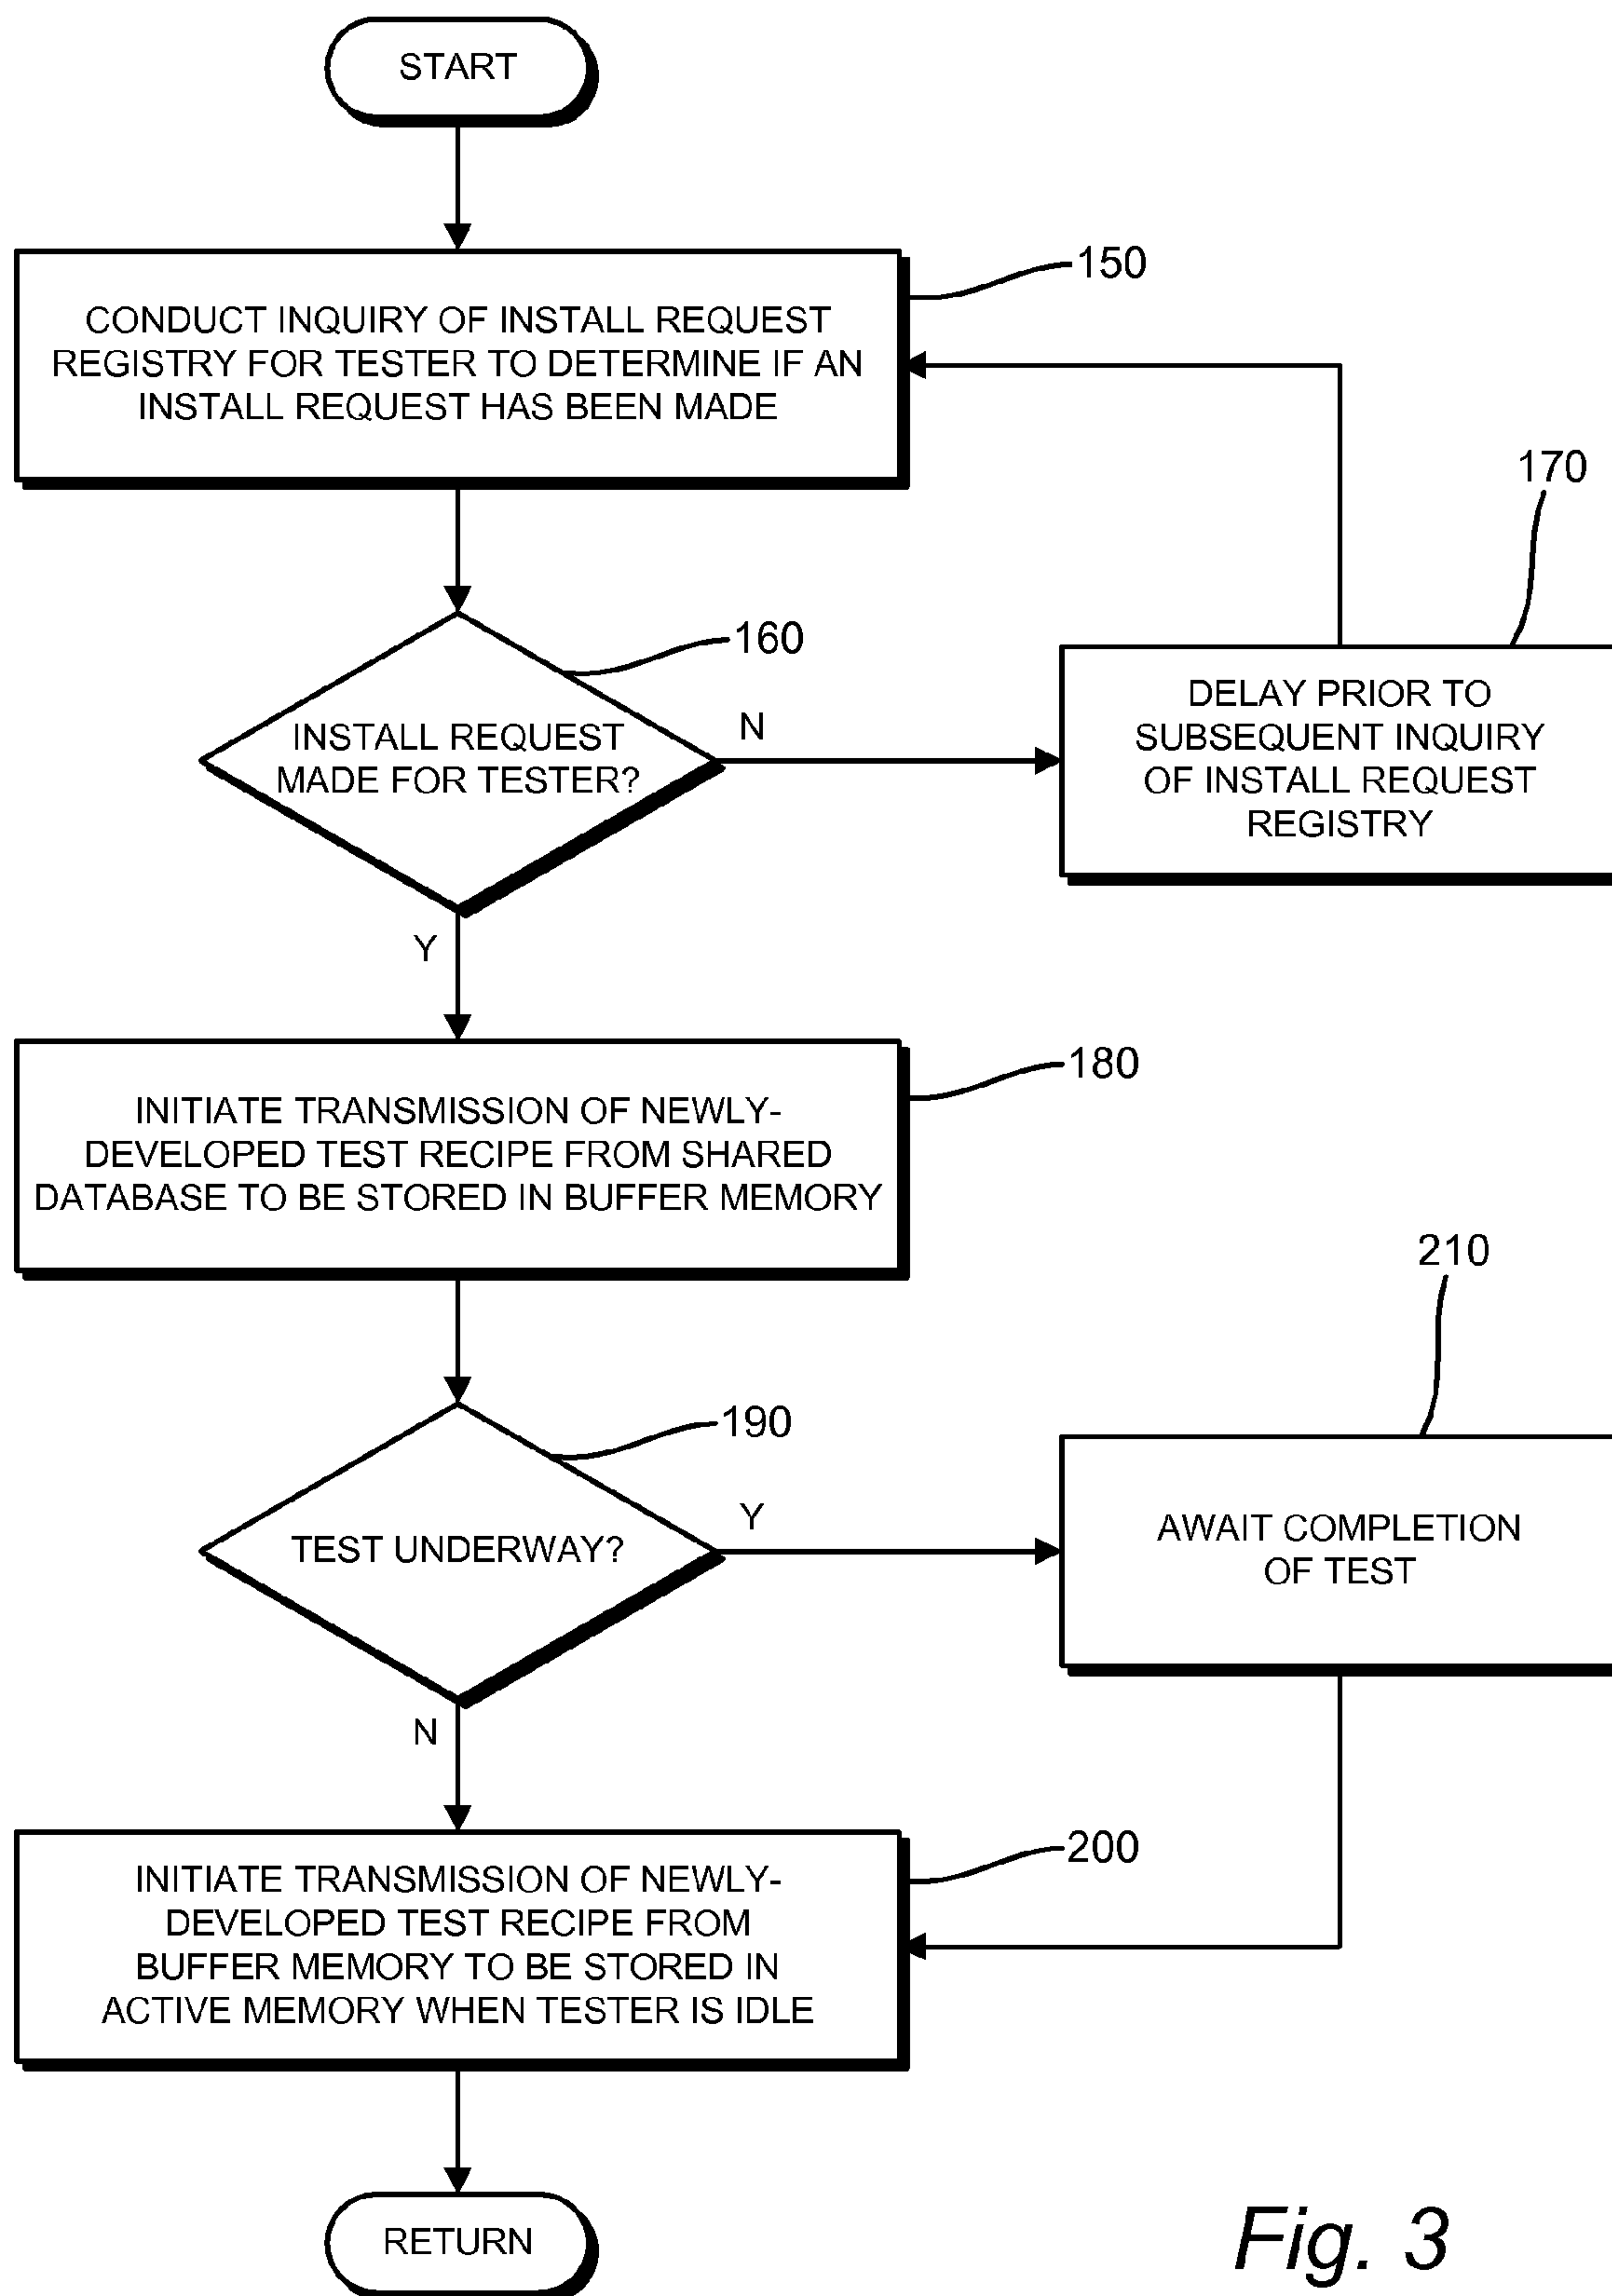 START
CONDUCT INQUIRY OF INSTALL REQUEST
REGISTRY FOR TESTER TO DETERMINE IF AN
INSTALL REQUEST HAS BEEN MADE
150
170
160
INSTALL REQUEST
MADE FOR TESTER?
N
DELAY PRIOR TO
SUBSEQUENT INQUIRY
OF INSTALL REQUEST
REGISTRY
Y
180
INITIATE TRANSMISSION OF NEWLY-
DEVELOPED TEST RECIPE FROM SHARED
DATABASE TO BE STORED IN BUFFER MEMORY
210
190
TEST UNDERWAY?
Y
AWAIT COMPLETION
OF TEST
N
200
INITIATE TRANSMISSION OF NEWLY-
DEVELOPED TEST RECIPE FROM
BUFFER MEMORY TO BE STORED IN
ACTIVE MEMORY WHEN TESTER IS IDLE
RETURN
Fig. 3